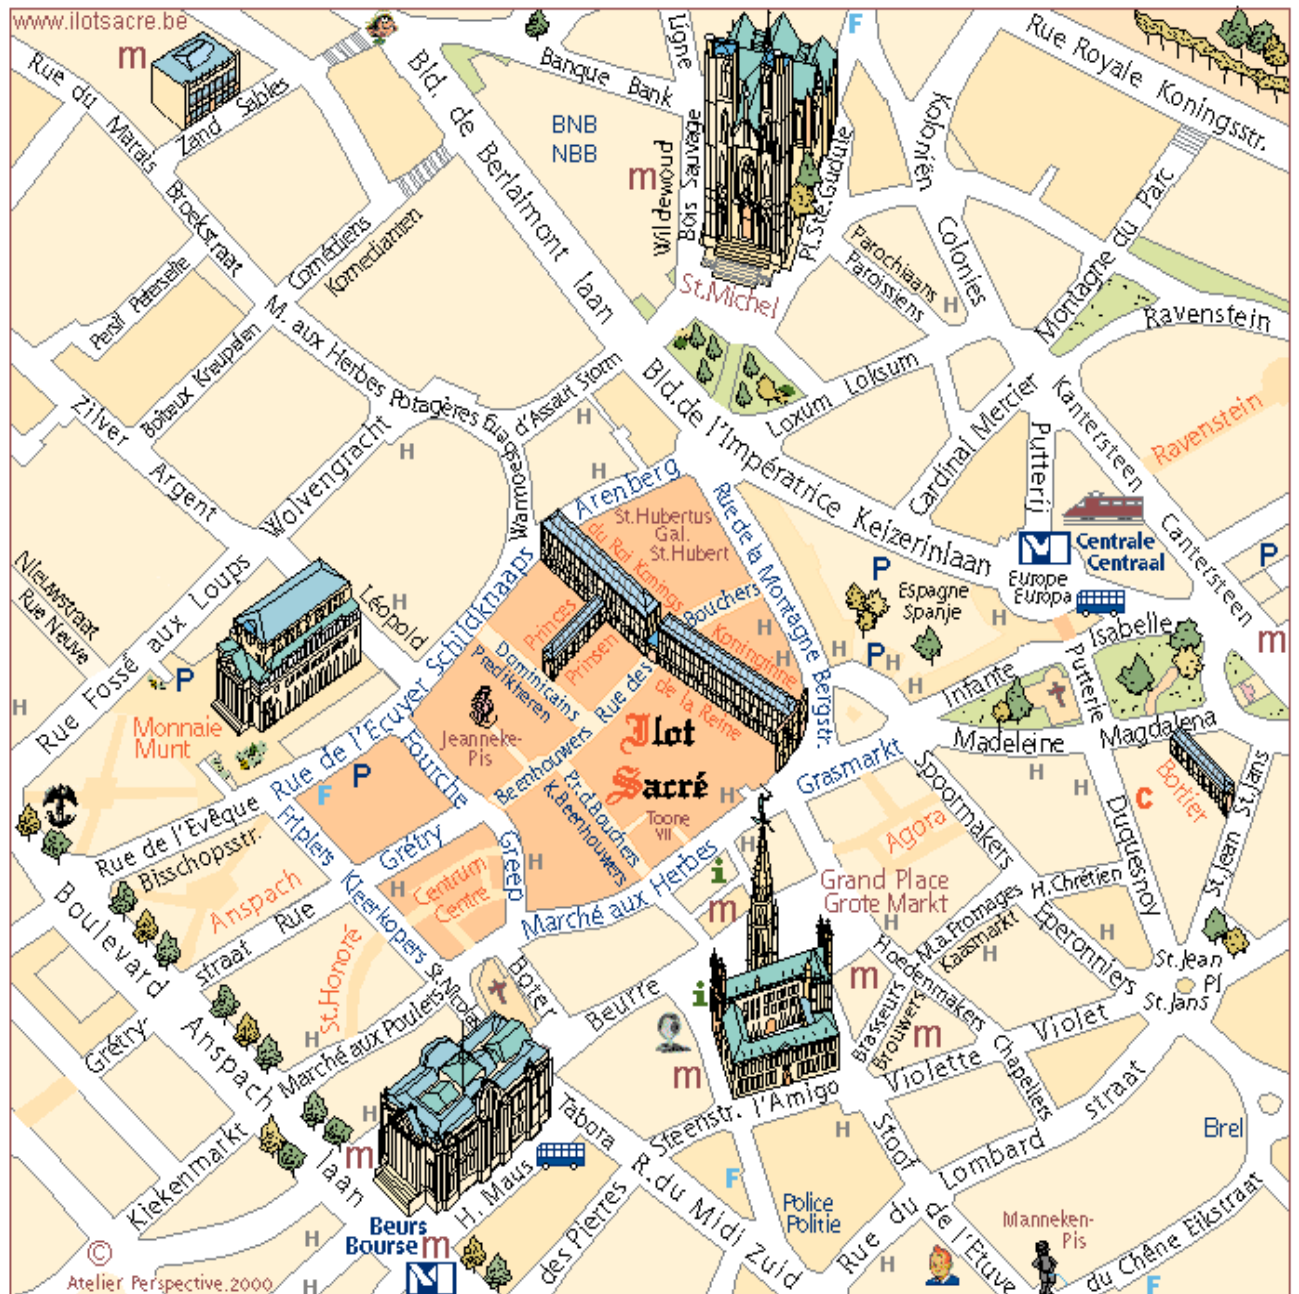 www.ilotsacre.be
m
Rue du Marais
Zand Sables
Broekstraat
Bld. de Berlaimont laan
Banque Bank
Ligne
BNB
NBB
m
Bois Sauvage
Wildewoud
F
Pl. Ste. Gudule
Koloniën
Colonies
Rue Royale Koningsstr.
Montagne du Parc
Parochiaans
Paroissiens
H
Ravenstein
St.Michel
Persil Peterselie
Comédiens
Komedianten
Boiteux Kreupelen
M. aux Herbes Potagères
Warmoesberg
d'Assaut Storm
H
H
H
Zilver Argent
Wolvengracht
Bld.de l'Impératrice Keizerinlaan
Loxum Loksum
Cardinal Mercier
Putterij
Kantersteen
Cantersteen
Ravenstein
Arenberg
St.Hubertus
Gal.
St.Hubert
du Roi Konings
Rue de la Montagne Bergstr.
Bouchers
Koninginne
de la Reine
H
H
Centrale
Centraal
Europe
Europa
P
Espagne
Spanje
P
H
H
H
H
P
m
Isabelle
Infante
Putterie
Madeleine
Magdalena
H
H
C
Bortier
St.Jean St.Jans
Nieuwstraat
Rue Neuve
Rue Fossé aux Loups
H
P
Léopold
H
Monnaie
Munt
Rue de l'Ecuyer Schildknaaps
Princes
Prinsen
Dominicains
Predikheren
Jeanneke-
Pis
Rue des
Beenhouwers
Ilot
Sacré
P.t. d. Bouchers
K.Beenhouwers
Toone
VII
H
Grasmarkt
Marché aux Herbes
Fourche
Greep
H
P
F
Rue de l'Evêque
Bisschopsstr.
Fripiers
Kleerkopers
Grétry
H
Centrum
Centre
Anspach
straat Rue
Grétry-
St.Honoré
H
Boulevard
Anspach
laan
Marché aux Poulets
Kiekenmarkt
St.Nicolas
Boter
Beurre
H
m
Beurs
Bourse
m
H. Maus
Tabora
des Pierres
H
H
i
H
m
i
m
Grand Place
Grote Markt
H
m
Agora
Spoormakers
H.Chrétien
M.a.Fromages
Kaasmarkt
H
Eperonniers
H
Duquesnoy
St.Jean
Pl
St.Jans
Hoedenmakers
Chapeliers
Brasseurs
Brouwers
m
Violette
Violet
Steenstr. l'Amigo
H
F
R.du Midi Zuid
Police
Politie
Stoof
Rue du
Lombard
straat
de l'Etuve
H
Manneken-
Pis
du Chêne Eikstraat
F
Brel
©
Atelier Perspective.2000